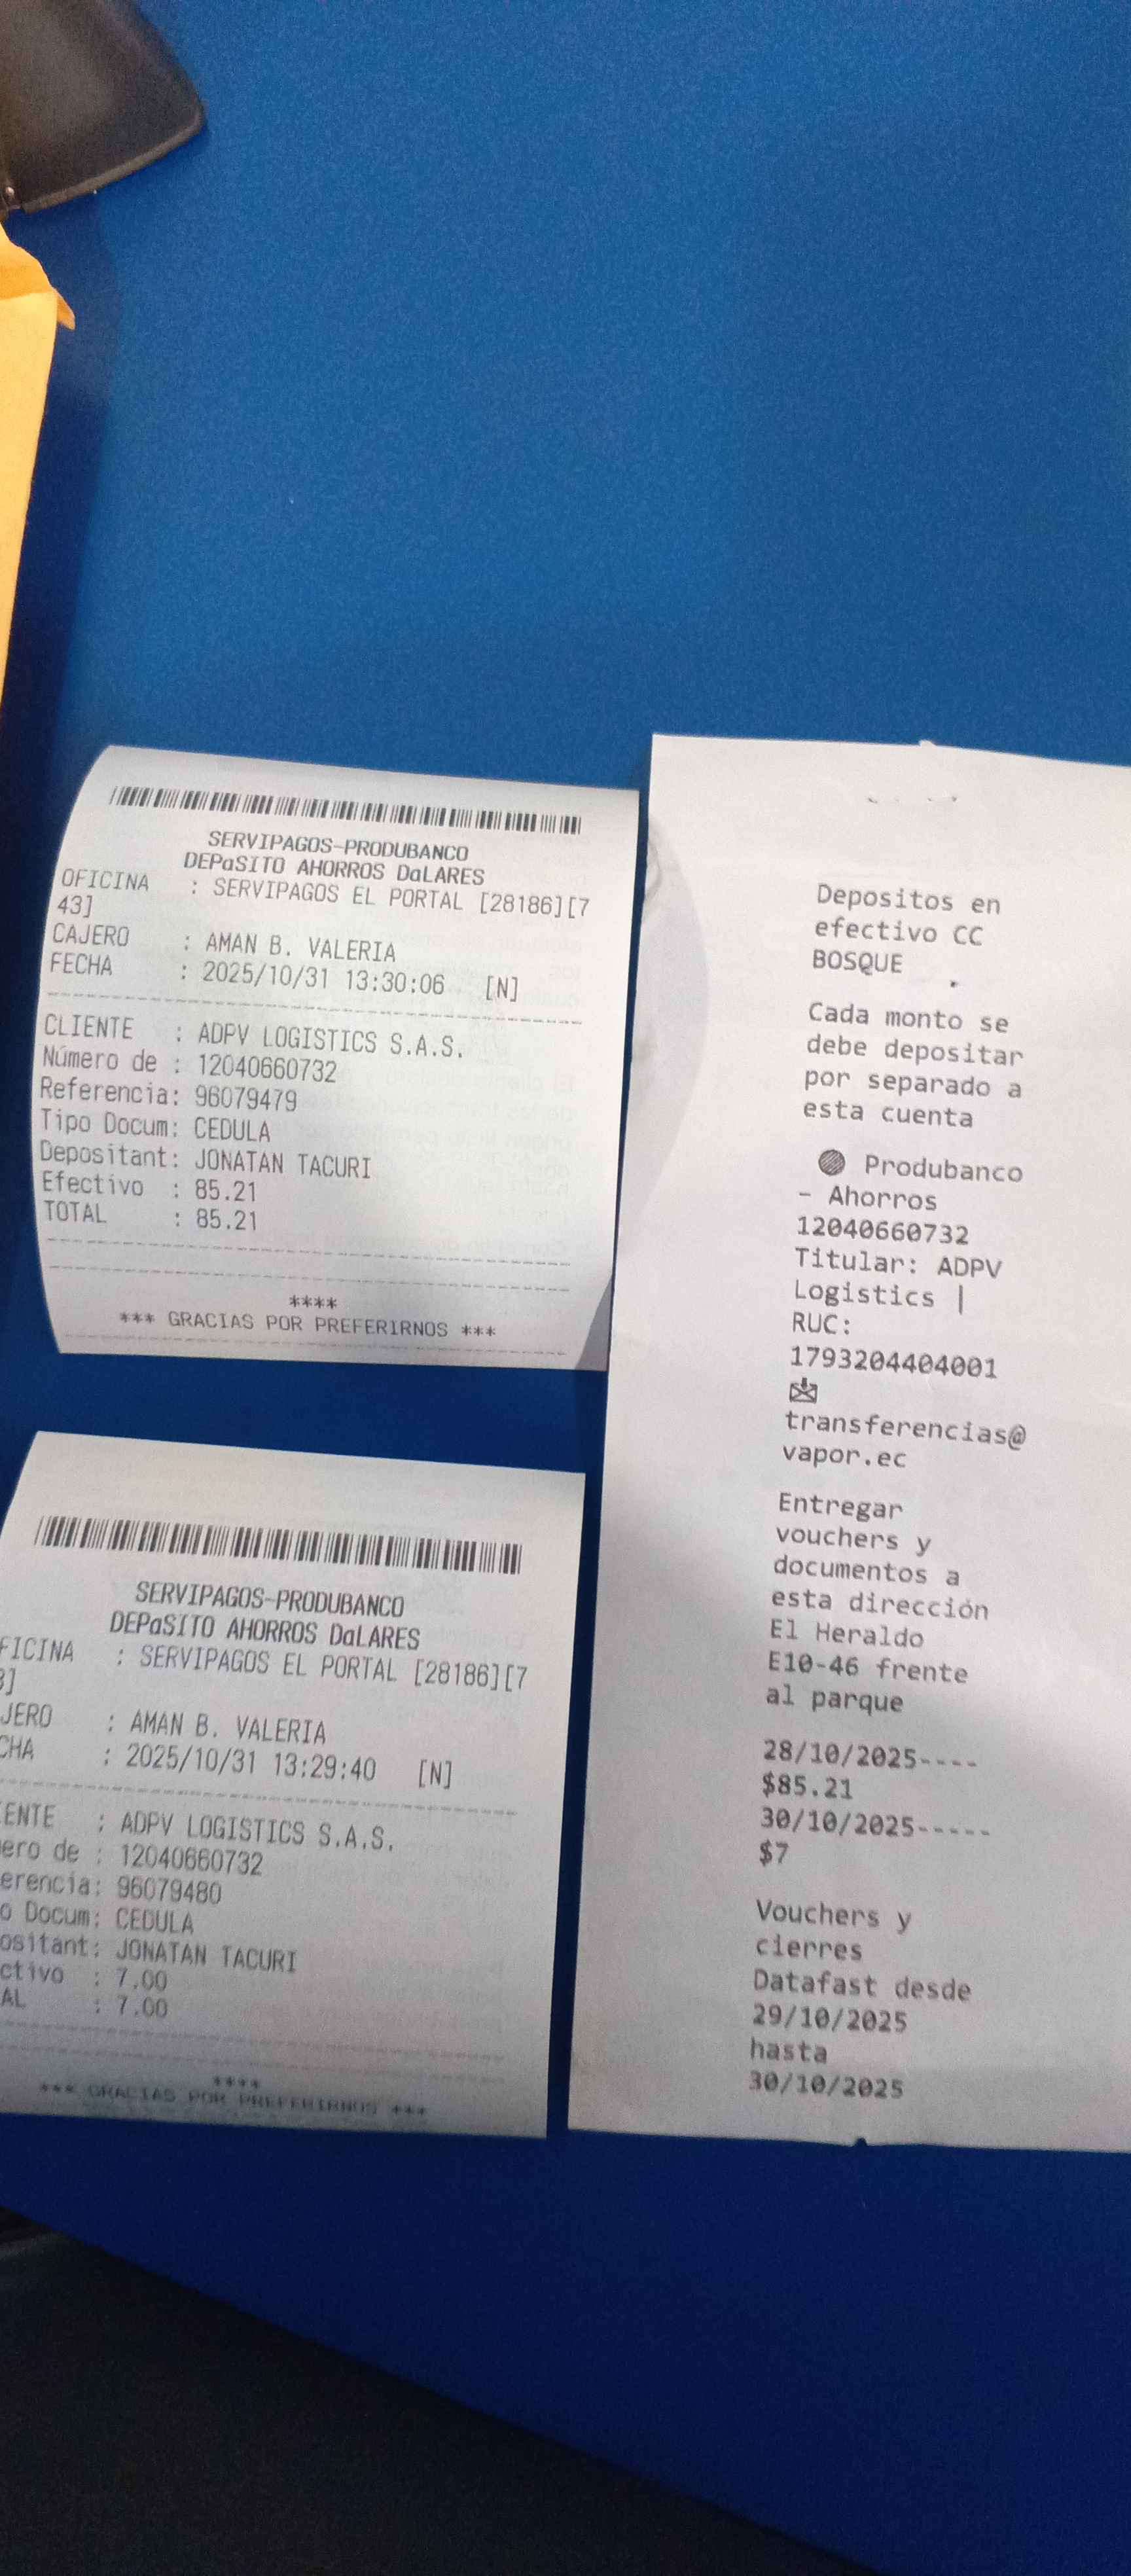 SERVIPAGOS-PRODUBANCO
DEPaSITO AHORROS DaLARES
OFICINA : SERVIPAGOS EL PORTAL [28186][7
43]
CAJERO : AMAN B. VALERIA
FECHA : 2025/10/31 13:30:06 [N]
CLIENTE : ADPV LOGISTICS S.A.S.
Número de : 12040660732
Referencia: 96079479
Tipo Docum: CEDULA
Depositant: JONATAN TACURI
Efectivo : 85.21
TOTAL : 85.21
****
*** GRACIAS POR PREFERIRNOS ***
SERVIPAGOS-PRODUBANCO
DEPaSITO AHORROS DaLARES
FICINA : SERVIPAGOS EL PORTAL [28186][7
3]
JERO : AMAN B. VALERIA
CHA : 2025/10/31 13:29:40 [N]
ENTE : ADPV LOGISTICS S.A.S.
ero de : 12040660732
erencia: 96079480
o Docum: CEDULA
ositant: JONATAN TACURI
ctivo : 7.00
AL : 7.00
****
*** GRACIAS POR PREFERIRNOS ***
Depositos en
efectivo CC
BOSQUE
Cada monto se
debe depositar
por separado a
esta cuenta
Produbanco
- Ahorros
12040660732
Titular: ADPV
Logistics |
RUC:
1793204404001
transferencias@
vapor.ec
Entregar
vouchers y
documentos a
esta dirección
El Heraldo
E10-46 frente
al parque
28/10/2025----
$85.21
30/10/2025-----
$7
Vouchers y
cierres
Datafast desde
29/10/2025
hasta
30/10/2025